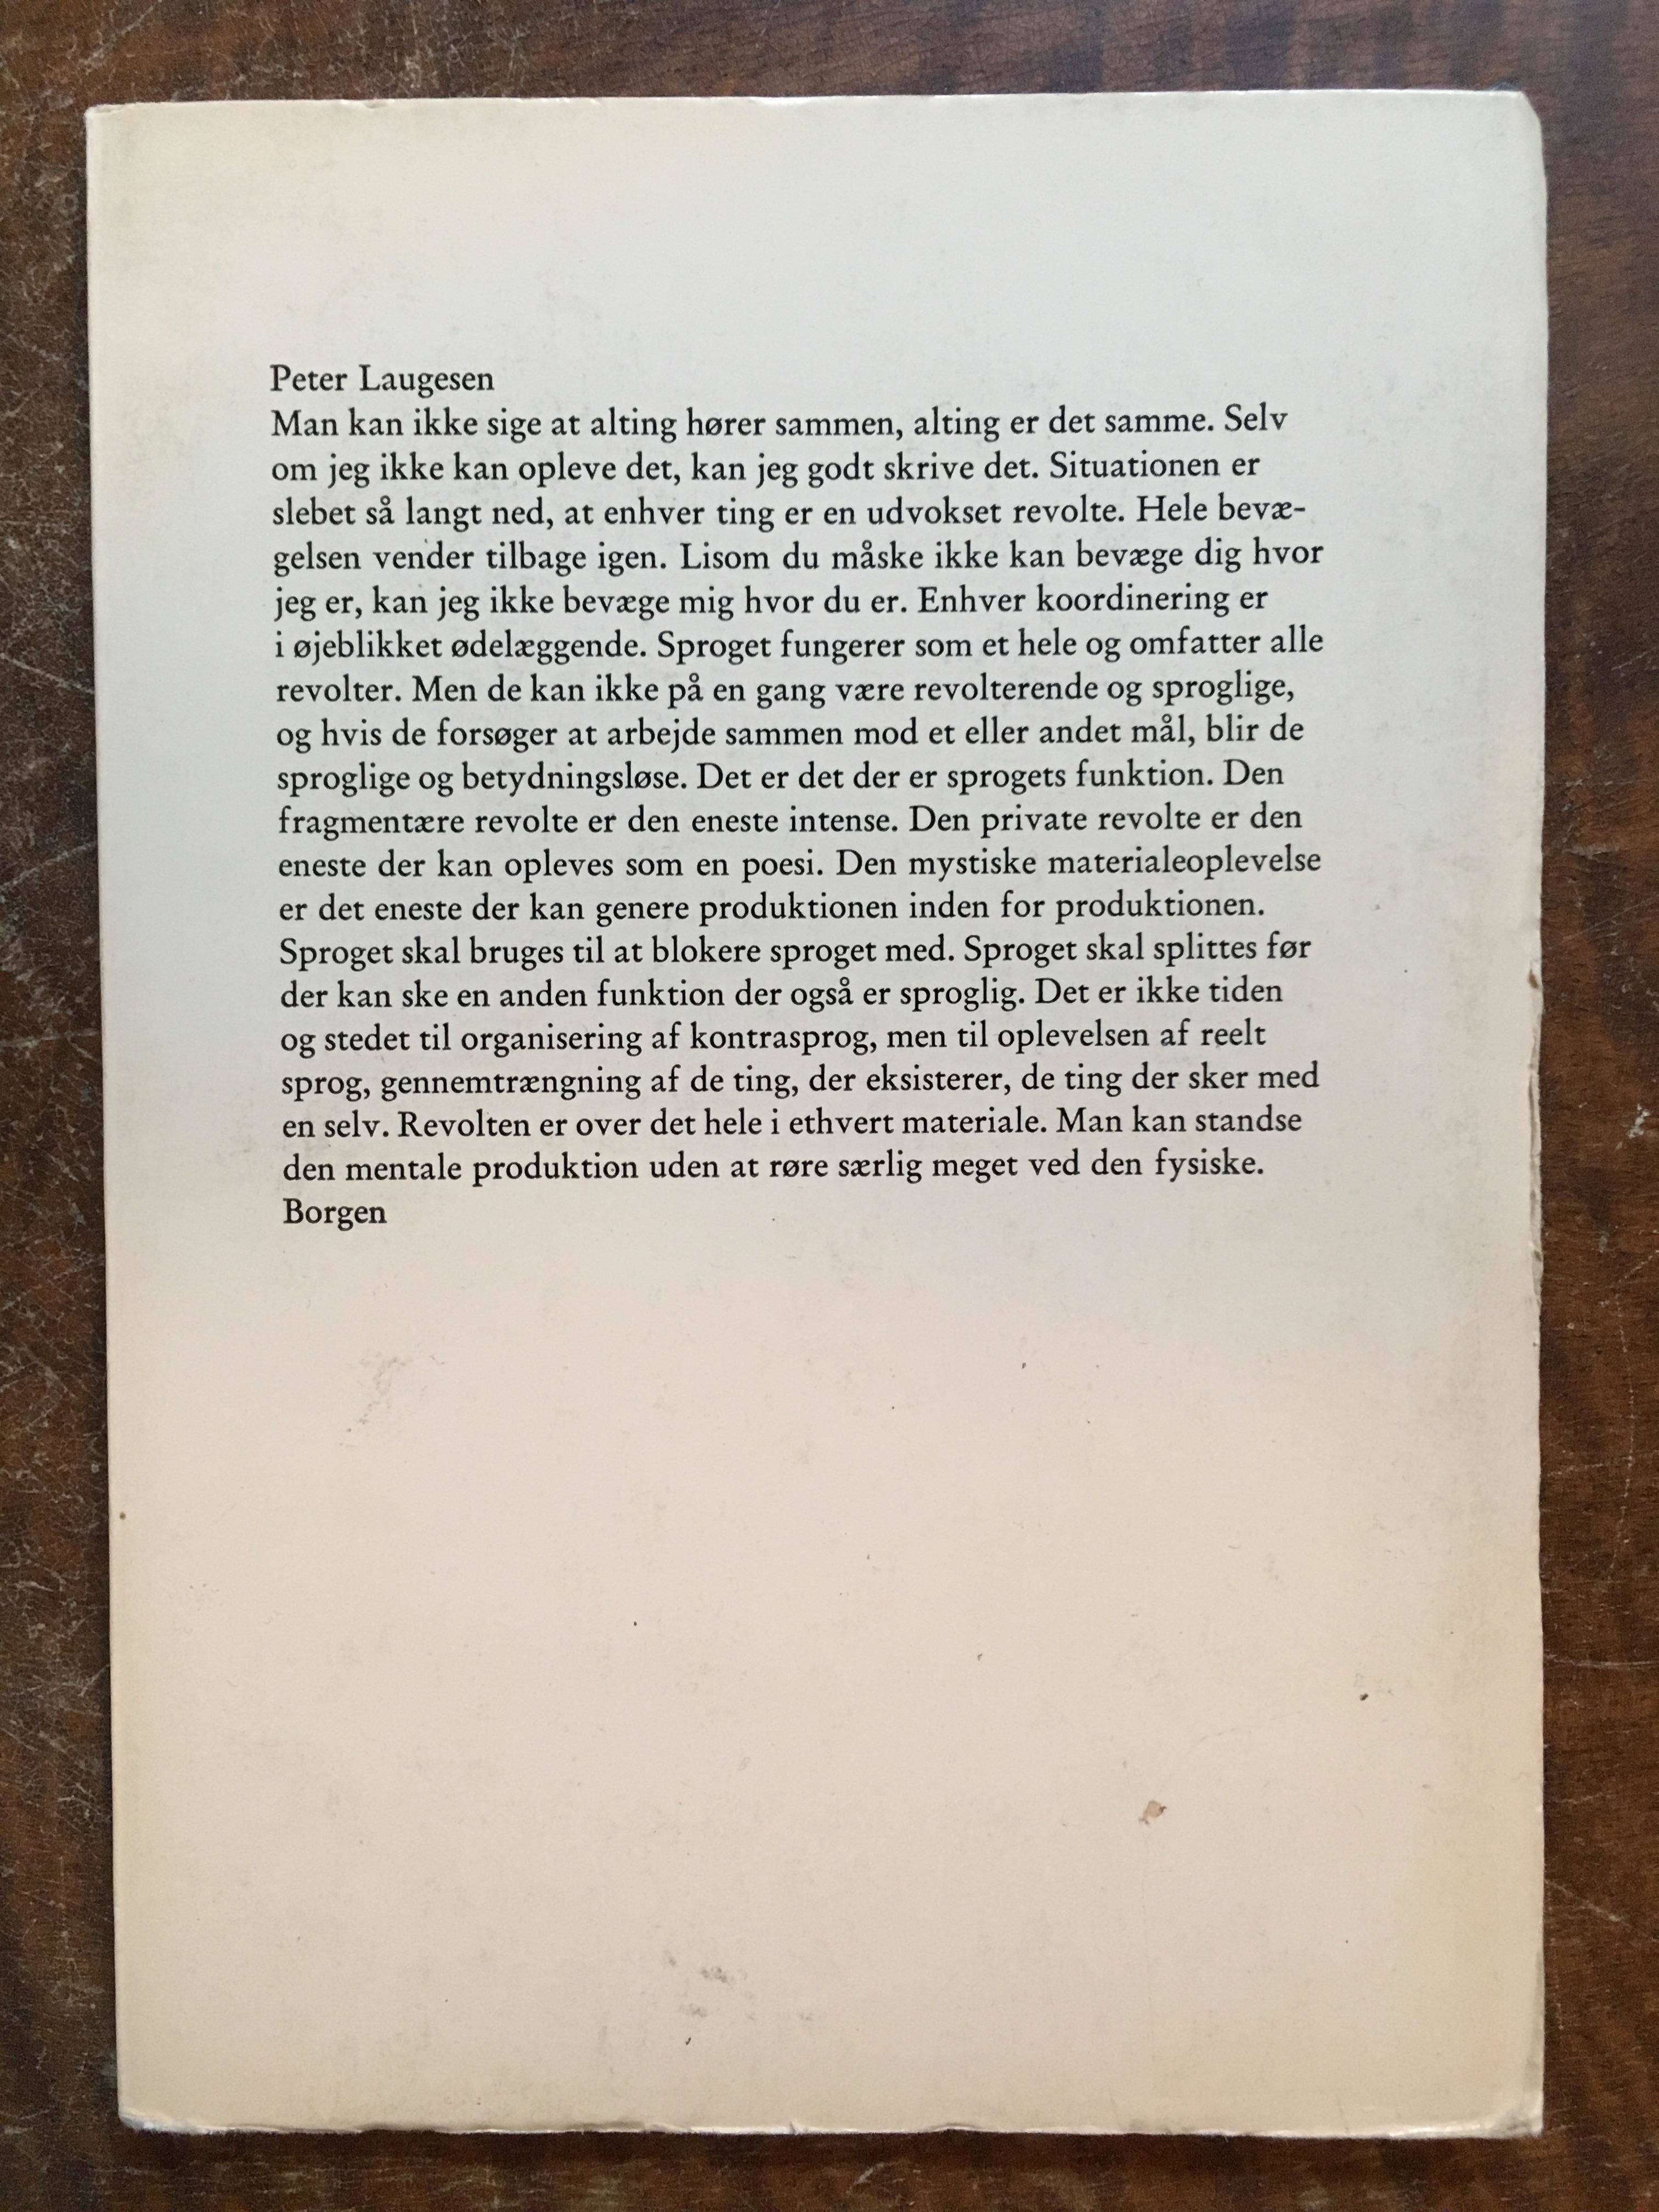 Peter Laugesen
Man kan ikke sige at alting hører sammen, alting er det samme. Selv
om jeg ikke kan opleve det, kan jeg godt skrive det. Situationen er
slebet så langt ned, at enhver ting er en udvokset revolte. Hele bevæ-
gelsen vender tilbage igen. Lisom du måske ikke kan bevæge dig hvor
jeg er, kan jeg ikke bevæge mig hvor du er. Enhver koordinering er
i øjeblikket ødelæggende. Sproget fungerer som et hele og omfatter alle
revolter. Men de kan ikke på en gang være revolterende og sproglige,
og hvis de forsøger at arbejde sammen mod et eller andet mål, blir de
sproglige og betydningsløse. Det er det der er sprogets funktion. Den
fragmentære revolte er den eneste intense. Den private revolte er den
eneste der kan opleves som en poesi. Den mystiske materialeoplevelse
er det eneste der kan genere produktionen inden for produktionen.
Sproget skal bruges til at blokere sproget med. Sproget skal splittes før
der kan ske en anden funktion der også er sproglig. Det er ikke tiden
og stedet til organisering af kontrasprog, men til oplevelsen af reelt
sprog, gennemtrængning af de ting, der eksisterer, de ting der sker med
en selv. Revolten er over det hele i ethvert materiale. Man kan standse
den mentale produktion uden at røre særlig meget ved den fysiske.
Borgen